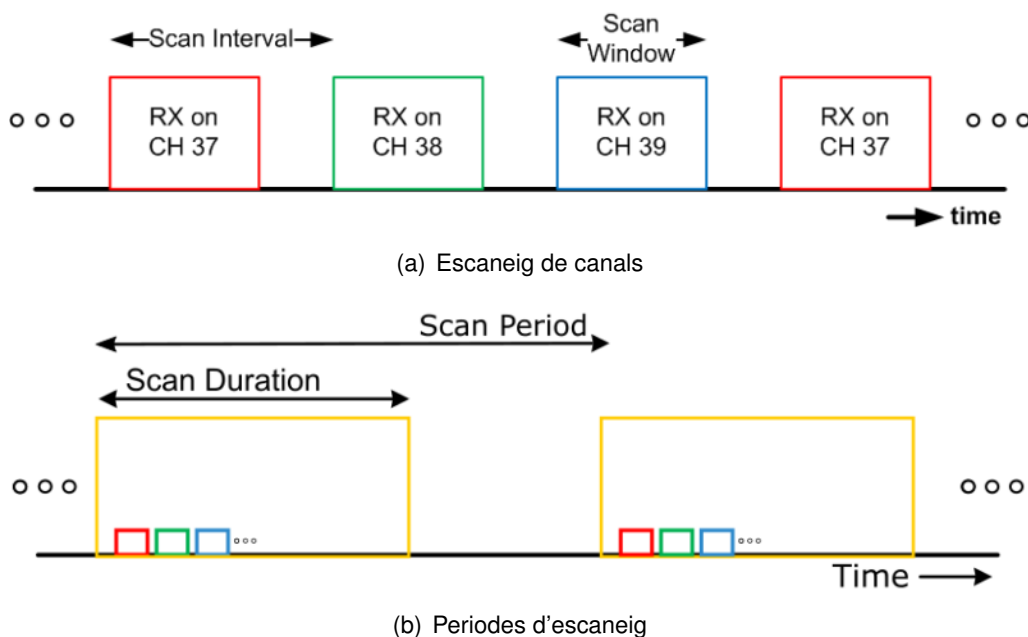 Scan Interval
Scan
Window
RX on
CH 37
RX on
CH 38
RX on
CH 39
RX on
CH 37
time
(a) Escaneig de canals
Scan Period
Scan Duration
Time
(b) Periodes d'escaneig